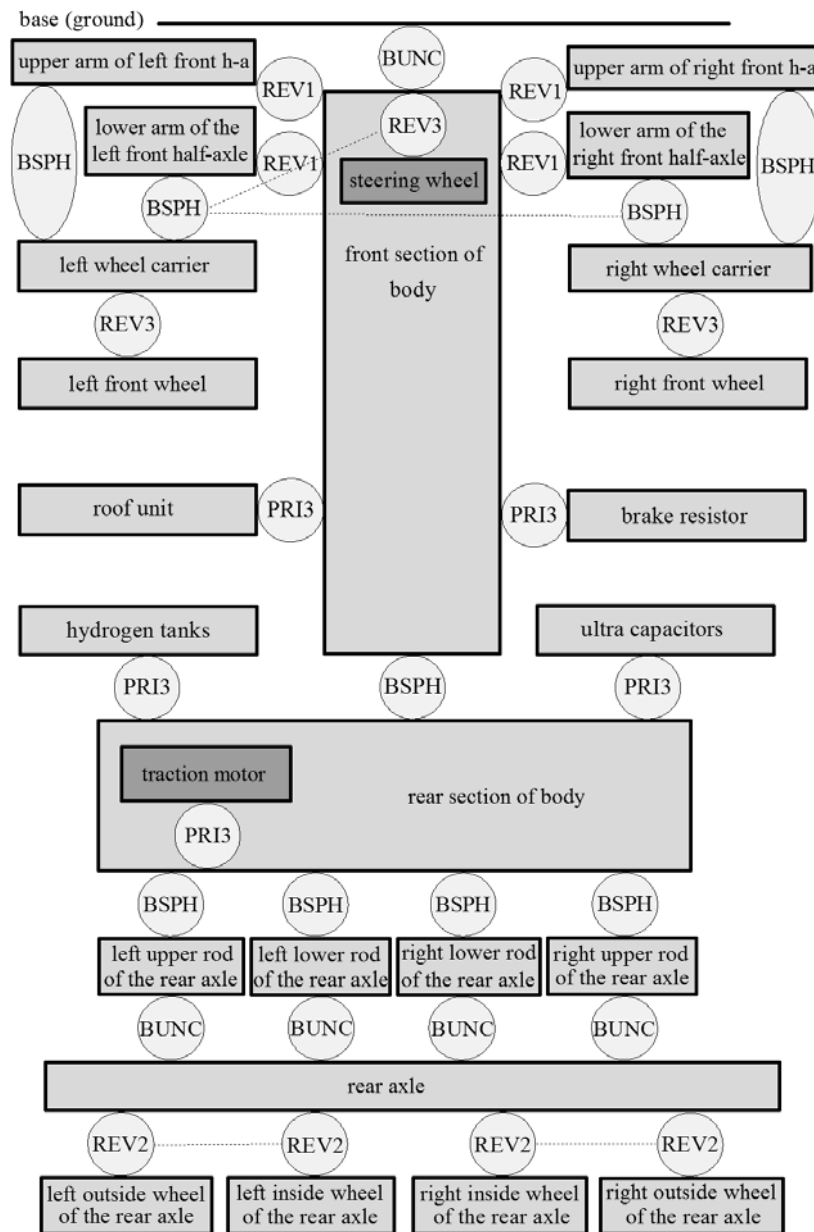 base (ground)
upper arm of left front h-a
BUNC
upper arm of right front h-a
REV1
REV1
REV3
lower arm of the
left front half-axle
lower arm of the
right front half-axle
BSPH
REV1
REV1
BSPH
steering wheel
BSPH
BSPH
front section of
body
left wheel carrier
right wheel carrier
REV3
REV3
left front wheel
right front wheel
roof unit
PRI3
PRI3
brake resistor
hydrogen tanks
ultra capacitors
PRI3
BSPH
PRI3
traction motor
rear section of body
PRI3
BSPH
BSPH
BSPH
BSPH
left upper rod
of the rear axle
left lower rod
of the rear axle
right lower rod
of the rear axle
right upper rod
of the rear axle
BUNC
BUNC
BUNC
BUNC
rear axle
REV2
REV2
REV2
REV2
left outside wheel
of the rear axle
left inside wheel
of the rear axle
right inside wheel
of the rear axle
right outside wheel
of the rear axle